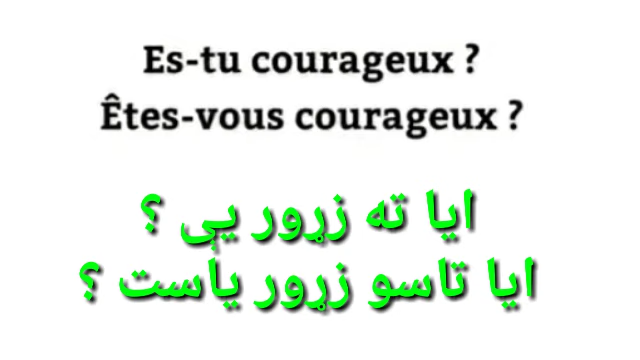 Es-tu courageux ?
Êtes-vous courageux ?
ایا ته زړور یې ؟
ایا تاسو زړور یاست ؟